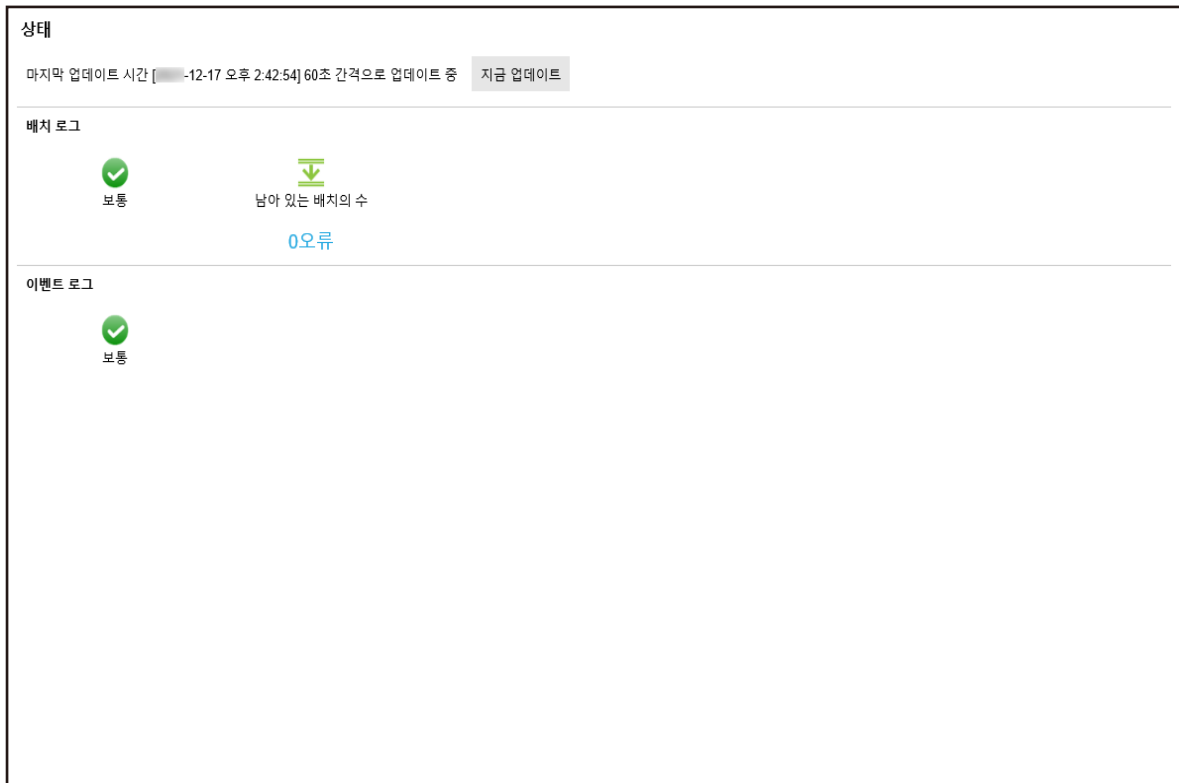 상태
마지막 업데이트 시간 [-12-17 오후 2:42:54] 60초 간격으로 업데이트 중 지금 업데이트
배치 로그
보통 남아 있는 배치의 수
0오류
이벤트 로그
보통